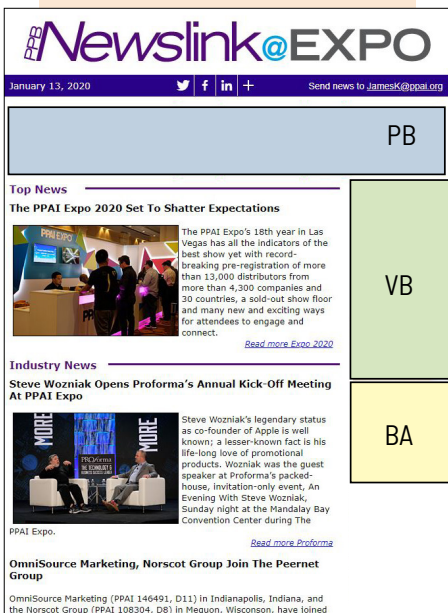 PPB Newslink@EXPO
January 13, 2020 f in + Send news to JamesK@ppai.org
PB
Top News
The PPAI Expo 2020 Set To Shatter Expectations
PPAI EXPO
The PPAI Expo's 18th year in Las
Vegas has all the indicators of the
best show yet with record-
breaking pre-registration of more
than 13,000 distributors from
more than 4,300 companies and
30 countries, a sold-out show floor
and many new and exciting ways
for attendees to engage and
connect.
Read more Expo 2020
VB
Industry News
Steve Wozniak Opens Proforma's Annual Kick-Off Meeting
At PPAI Expo
MORE
MORE
PROforma
Steve Wozniak's legendary status
as co-founder of Apple is well
known; a lesser-known fact is his
life-long love of promotional
products. Wozniak was the guest
speaker at Proforma's packed-
house, invitation-only event, An
Evening With Steve Wozniak,
Sunday night at the Mandalay Bay
Convention Center during The
PPAI Expo.
Read more Proforma
BA
OmniSource Marketing, Norscot Group Join The Peernet
Group
OmniSource Marketing (PPAI 146491, D11) in Indianapolis, Indiana, and
the Norscot Group (PPAI 108304, D8) in Mequon, Wisconsin, have joined